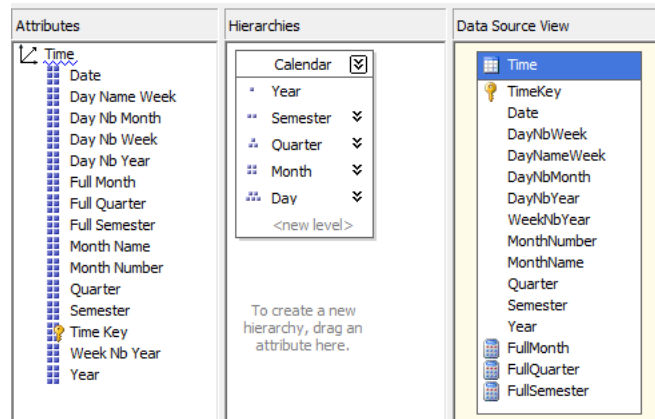 Attributes
Time
Date
Day Name Week
Day Nb Month
Day Nb Week
Day Nb Year
Full Month
Full Quarter
Full Semester
Month Name
Month Number
Quarter
Semester
Time Key
Week Nb Year
Year
Hierarchies
Calendar
Year
Semester
Quarter
Month
Day
<new level>
To create a new
hierarchy, drag an
attribute here.
Data Source View
Time
TimeKey
Date
DayNbWeek
DayNameWeek
DayNbMonth
DayNbYear
WeekNbYear
MonthNumber
MonthName
Quarter
Semester
Year
FullMonth
FullQuarter
FullSemester